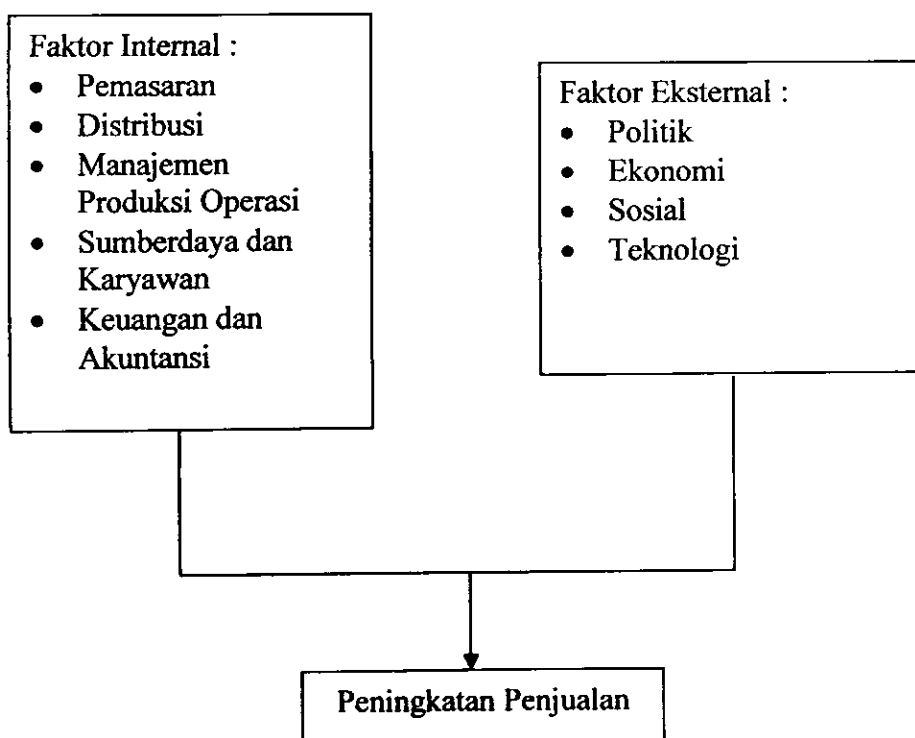 Faktor Internal :
• Pemasaran
• Distribusi
• Manajemen
Produksi Operasi
• Sumberdaya dan
Karyawan
• Keuangan dan
Akuntansi
Faktor Eksternal :
• Politik
• Ekonomi
• Sosial
• Teknologi
Peningkatan Penjualan